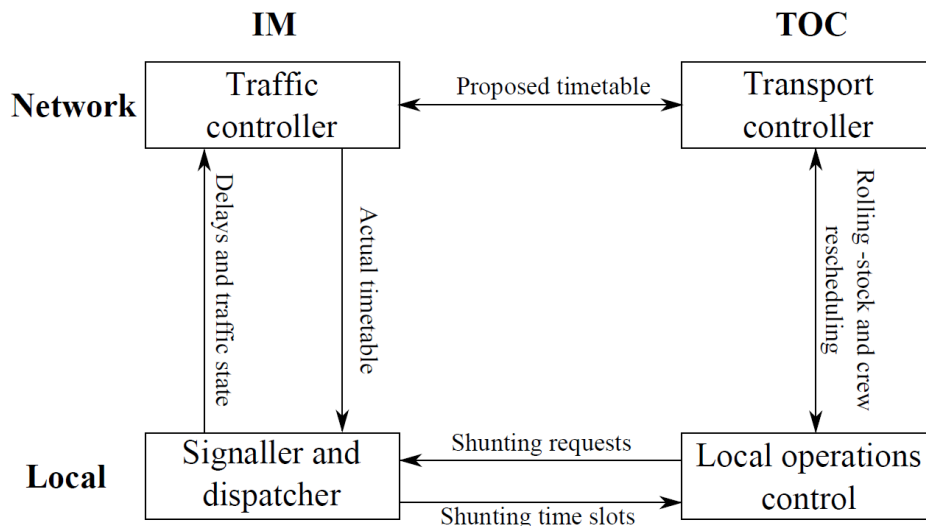 IM
TOC
Network
Traffic
controller
Proposed timetable
Transport
controller
Delays and traffic state
Actual timetable
Rolling -stock and crew
rescheduling
Local
Signaller and
dispatcher
Shunting requests
Shunting time slots
Local operations
control